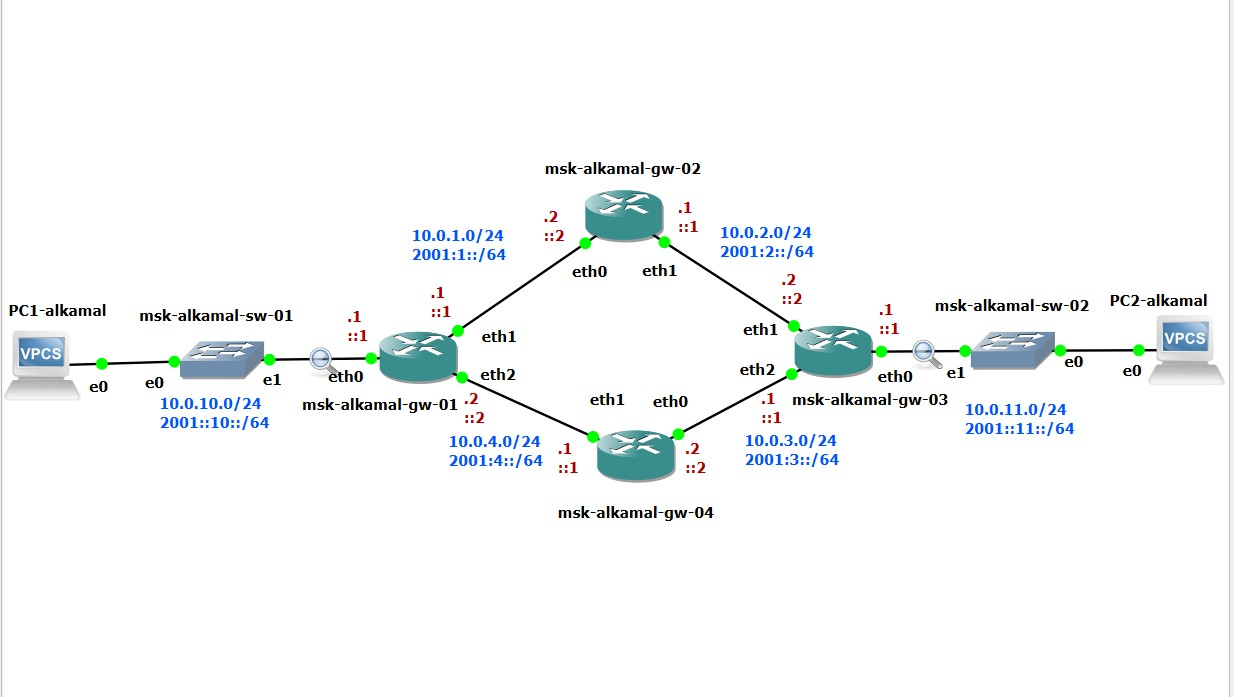 msk-alkamal-gw-02
.2
::2
.1
::1
10.0.1.0/24
2001:1::/64
10.0.2.0/24
2001:2::/64
eth0
eth1
.1
::1
.2
::2
PC1-alkamal
msk-alkamal-sw-01
.1
::1
eth1
eth1
.1
::1
msk-alkamal-sw-02
PC2-alkamal
VPCS
VPCS
e0
e0
e1
eth0
eth2
eth2
eth0
e1
e0
e0
10.0.10.0/24
2001::10::/64
msk-alkamal-gw-01
.2
::2
eth1
eth0
.1
::1
msk-alkamal-gw-03
10.0.11.0/24
2001::11::/64
10.0.4.0/24
2001:4::/64
.1
::1
.2
::2
10.0.3.0/24
2001:3::/64
msk-alkamal-gw-04